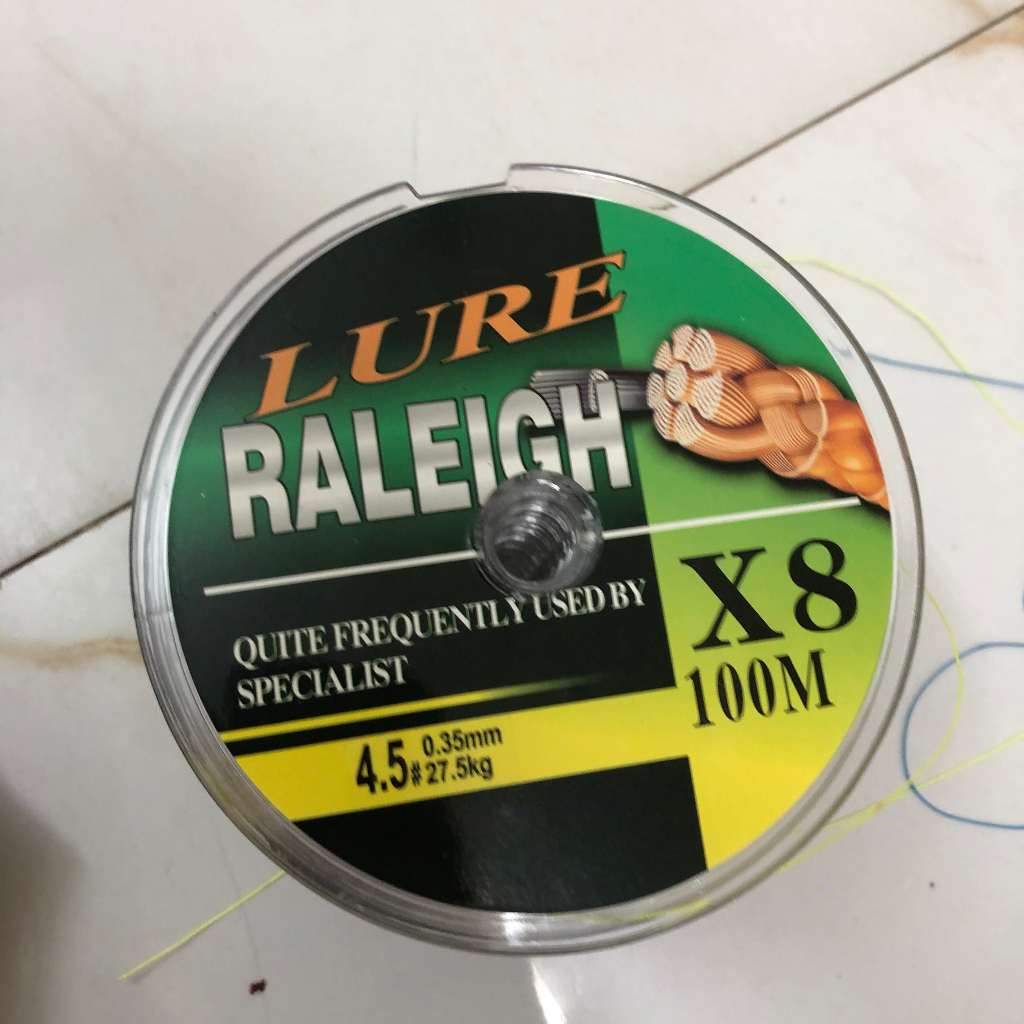 LURE
RALEIGH
QUITE FREQUENTLY USED BY
SPECIALIST
X8
100M
4.5# 0.35mm
27.5kg